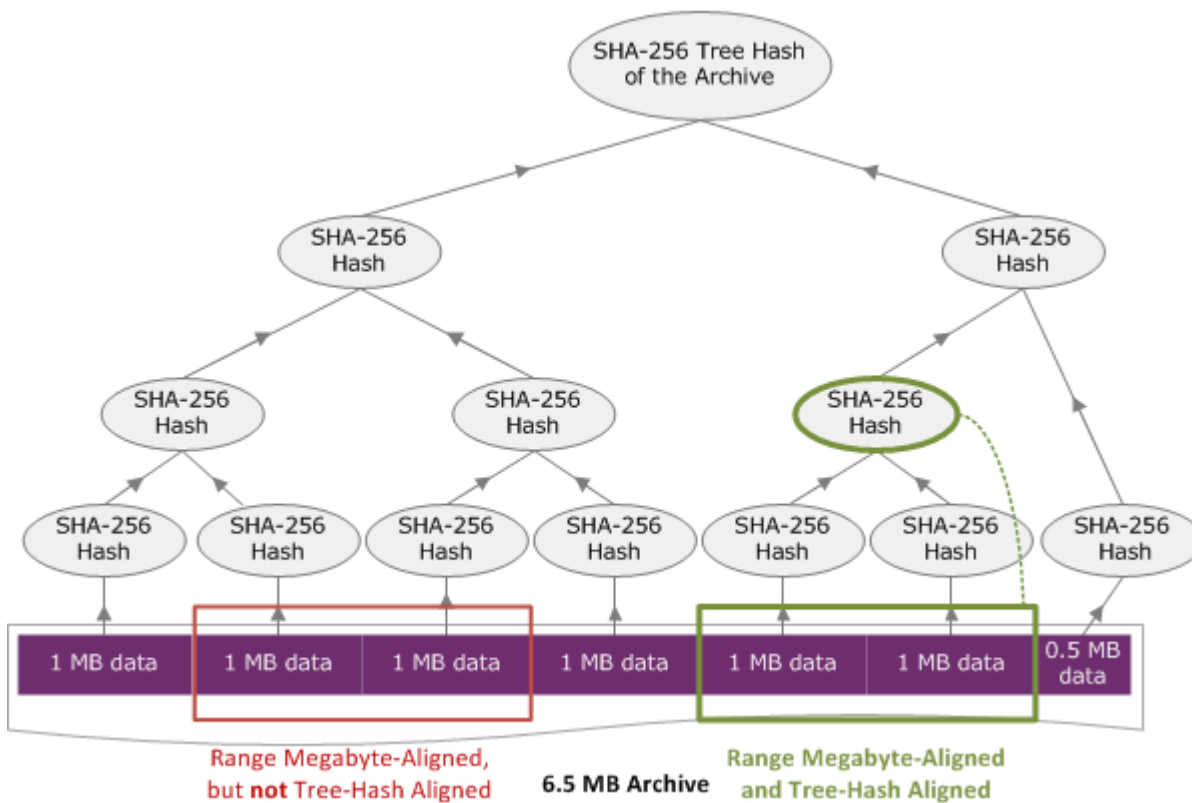 SHA-256 Tree Hash
of the Archive
SHA-256
Hash
SHA-256
Hash
SHA-256
Hash
SHA-256
Hash
SHA-256
Hash
SHA-256
Hash
SHA-256
Hash
SHA-256
Hash
SHA-256
Hash
SHA-256
Hash
SHA-256
Hash
SHA-256
Hash
1 MB data
1 MB data
1 MB data
1 MB data
1 MB data
1 MB data
0.5 MB
data
Range Megabyte-Aligned,
but not Tree-Hash Aligned
6.5 MB Archive
Range Megabyte-Aligned
and Tree-Hash Aligned